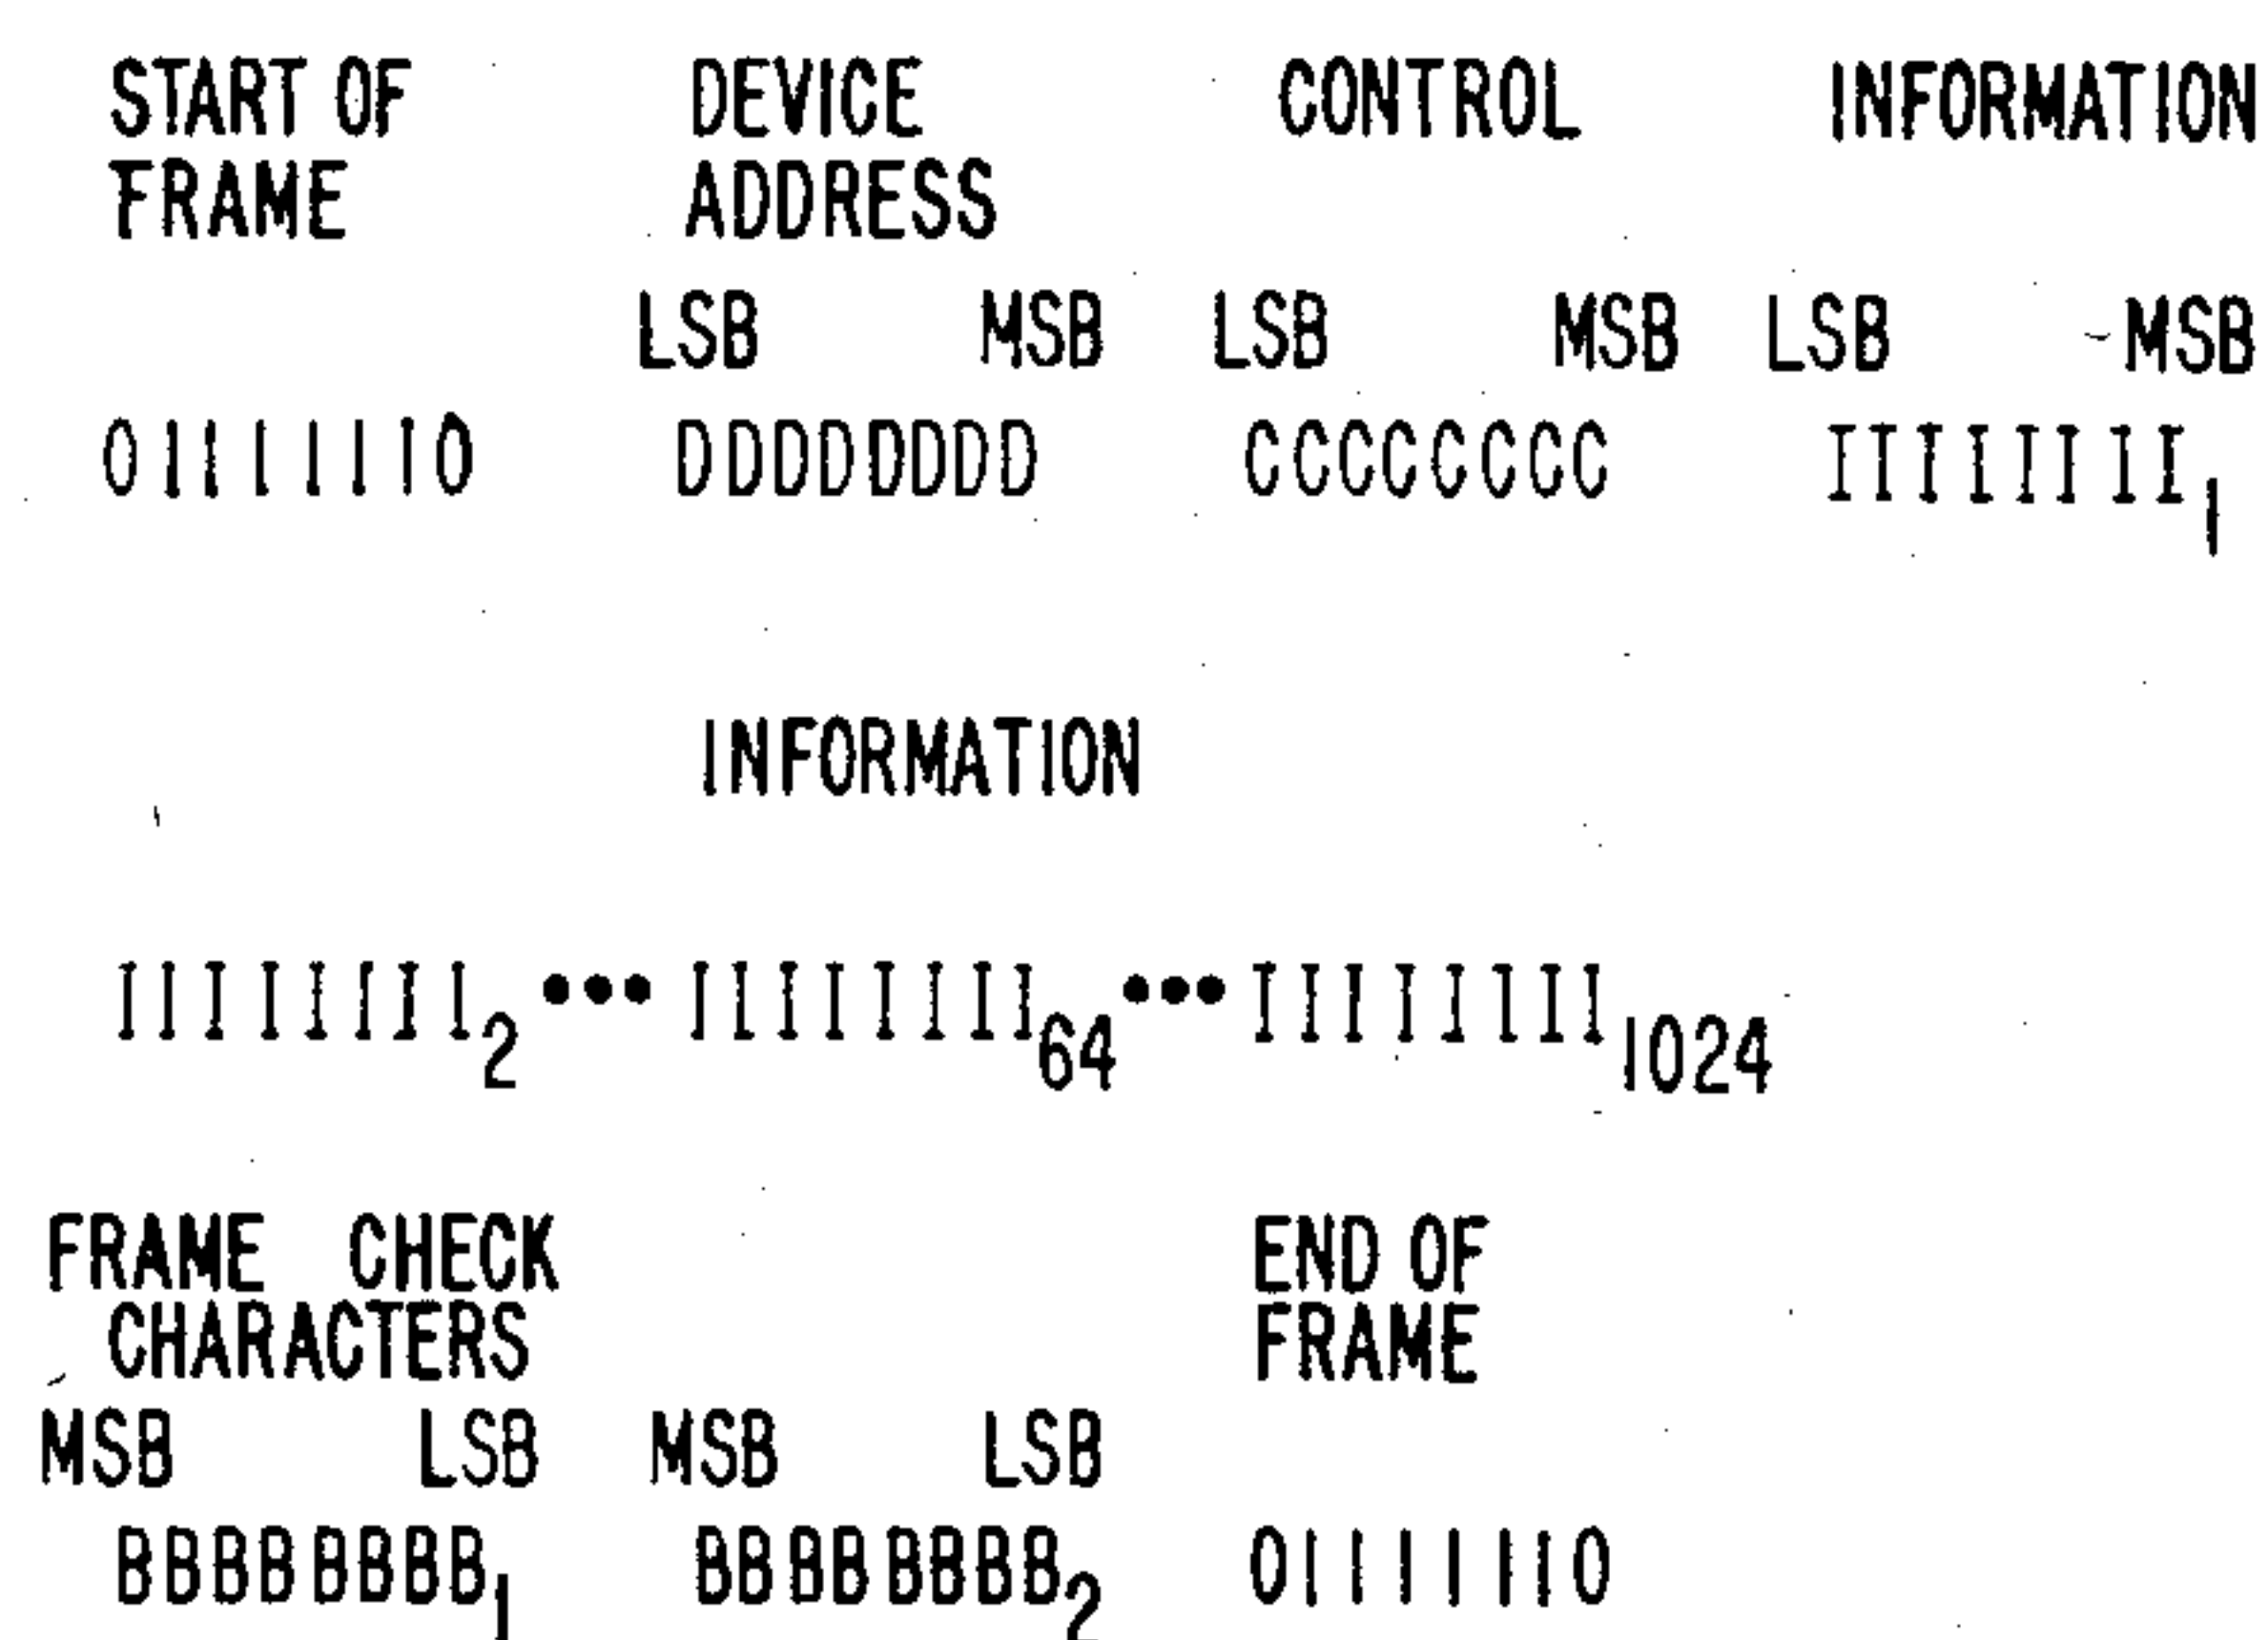 START OF DEVICE CONTROL INFORMATION
FRAME ADDRESS
LSB MSB LSB MSB LSB MSB
01111110 DDDDDDDD CCCCCCCC IIIIIIII1
INFORMATION
IIIIIIII2 ••• IIIIIIII64 ••• IIIIIIII1024
FRAME CHECK END OF
CHARACTERS FRAME
MSB LSB MSB LSB
BBBBBBBB1 BBBBBBBB2 01111110